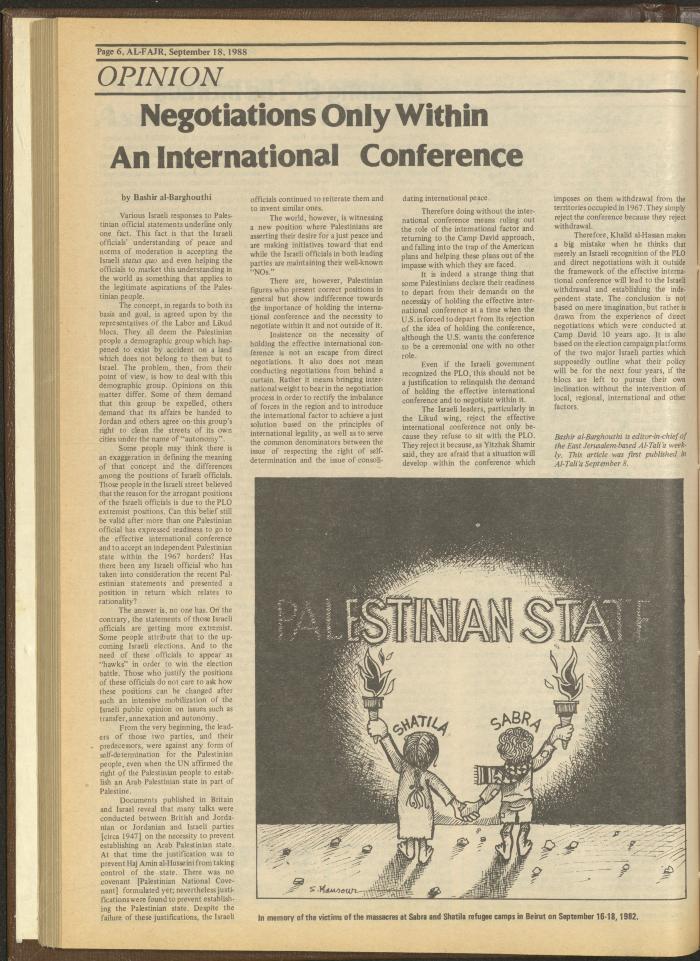 Page 6, AL-FAJR, September 18, 1988
OPINION
Negotiations Only Within
An International Conference
by Bashir al-Barghouthi
Various Israeli responses to Pales-
tinian official statements underline only
one fact. This fact is that the Israeli
officials' understanding of peace and
norms of moderation is accepting the
Israeli status quo and even helping the
officials to market this understanding in
the world as something that applies to
the legitimate aspirations of the Pales-
tinian people.
The concept, in regards to both its
basis and goal, is agreed upon by the
representatives of the Labor and Likud
blocs. They all deem the Palestinian
people a demographic group which hap-
pened to exist by accident on a land
which does not belong to them but to
Israel. The problem, then, from their
point of view, is how to deal with this
demographic group. Opinions on this
matter differ. Some of them demand
that this group be expelled, others
demand that its affairs be handed to
Jordan and others agree on this group's
right to clean the streets of its own
cities under the name of "autonomy".
Some people may think there is
an exaggeration in defining the meaning
of that concept and the differences
among the positions of Israeli officials.
Those people in the Israeli street believed
that the reason for the arrogant positions
of the Israeli officials is due to the PLO
extremist positions. Can this belief still
be valid after more than one Palestinian
official has expressed readiness to go to
the effective international conference
and to accept an independent Palestinian
state within the 1967 borders? Has
there been any Israeli official who has
taken into consideration the recent Pal-
estinian statements and presented a
position in return which relates to
rationality?
The answer is, no one has. On the
contrary, the statements of those Israeli
officials are getting more extremist.
Some people attribute that to the up-
coming Israeli elections. And to the
need of these officials to appear as
"hawks" in order to win the election
battle. Those who justify the positions
of these officials do not care to ask how
these positions can be changed after
such an intensive mobilization of the
Israeli public opinion on issues such as
transfer, annexation and autonomy.
From the very beginning, the lead-
ers of those two parties, and their
predecessors, were against any form of
self-determination for the Palestinian
people, even when the UN affirmed the
right of the Palestinian people to estab-
lish an Arab Palestinian state in part of
Palestine.
Documents published in Britain
and Israel reveal that many talks were
conducted between British and Jorda-
nian or Jordanian and Israeli parties
[circa 1947] on the necessity to prevent
establishing an Arab Palestinian state.
At that time the justification was to
prevent Haj Amin al-Husseini from taking
control of the state. There was no
covenant [Palestinian National Cove-
nant] formulated yet; nevertheless justi-
fications were found to prevent establish-
ing the Palestinian State. Despite the
failure of these justifications, the Israeli
officials continued to reiterate them and
to invent similar ones.
The world, however, is witnessing
a new position where Palestinians are
asserting their desire for a just peace and
are making initiatives toward that end
while the Israeli officials in both leading
parties are maintaining their well-known
"NOs."
There are, however, Palestinian
figures who present correct positions in
general but show indifference towards
the importance of holding the interna-
tional conference and the necessity to
negotiate within it and not outside of it.
Insistence on the necessity of
holding the effective international con-
ference is not an escape from direct
negotiations. It also does not mean
conducting negotiations from behind a
curtain. Rather it means bringing inter-
national weight to bear in the negotiation
process in order to rectify the imbalance
of forces in the region and to introduce
the international factor to achieve a just
solution based on the principles of
international legality, as well as to serve
the common denominators between the
issue of respecting the right of self-
determination and the issue of consoli-
dating international peace.
Therefore doing without the inter-
national conference means ruling out
the role of the international factor and
returning to the Camp David approach,
and falling into the trap of the American
plans and helping these plans out of the
impasse with which they are faced.
It is indeed a strange thing that
some Palestinians declare their readiness
to depart from their demands on the
necessity of holding the effective inter-
national conference at a time when the
U.S. is forced to depart from its rejection
of the idea of holding the conference,
although the U.S. wants the conference
to be a ceremonial one with no other
role.
Even if the Israeli government
recognized the PLO, this should not be
a justification to relinquish the demand
of holding the effective international
conference and to negotiate within it.
The Israeli leaders, particularly in
the Likud wing, reject the effective
international conference not only be-
cause they refuse to sit with the PLO.
They reject it because, as Yitzhak Shamir
said, they are afraid that a situation will
develop within the conference which
imposes on them withdrawal from the
territories occupied in 1967. They simply
reject the conference because they reject
withdrawal.
Therefore, Khalid al-Hassan makes
a big mistake when he thinks that
merely an Israeli recognition of the PLO
and direct negotiations with it outside
the framework of the effective interna-
tional conference will lead to the Israeli
withdrawal and establishing the inde-
pendent state. The conclusion is not
based on mere imagination, but rather is
drawn from the experience of direct
negotiations which were conducted at
Camp David 10 years ago. It is also
based on the election campaign platforms
of the two major Israeli parties which
supposedly outline what their policy
will be for the next four years, if the
blocs are left to pursue their own
inclination without the intervention of
local, regional, international and other
factors.
Bashir al-Barghouthi is editor-in-chief of
the East Jerusalem-based Al-Tali'a week-
ly. This article was first published in
Al-Tali'a September 8.
PALESTINIAN STATE
SHATILA
SABRA
S. Mansour
In memory of the victims of the massacres at Sabra and Shatila refugee camps in Beirut on September 16-18, 1982.